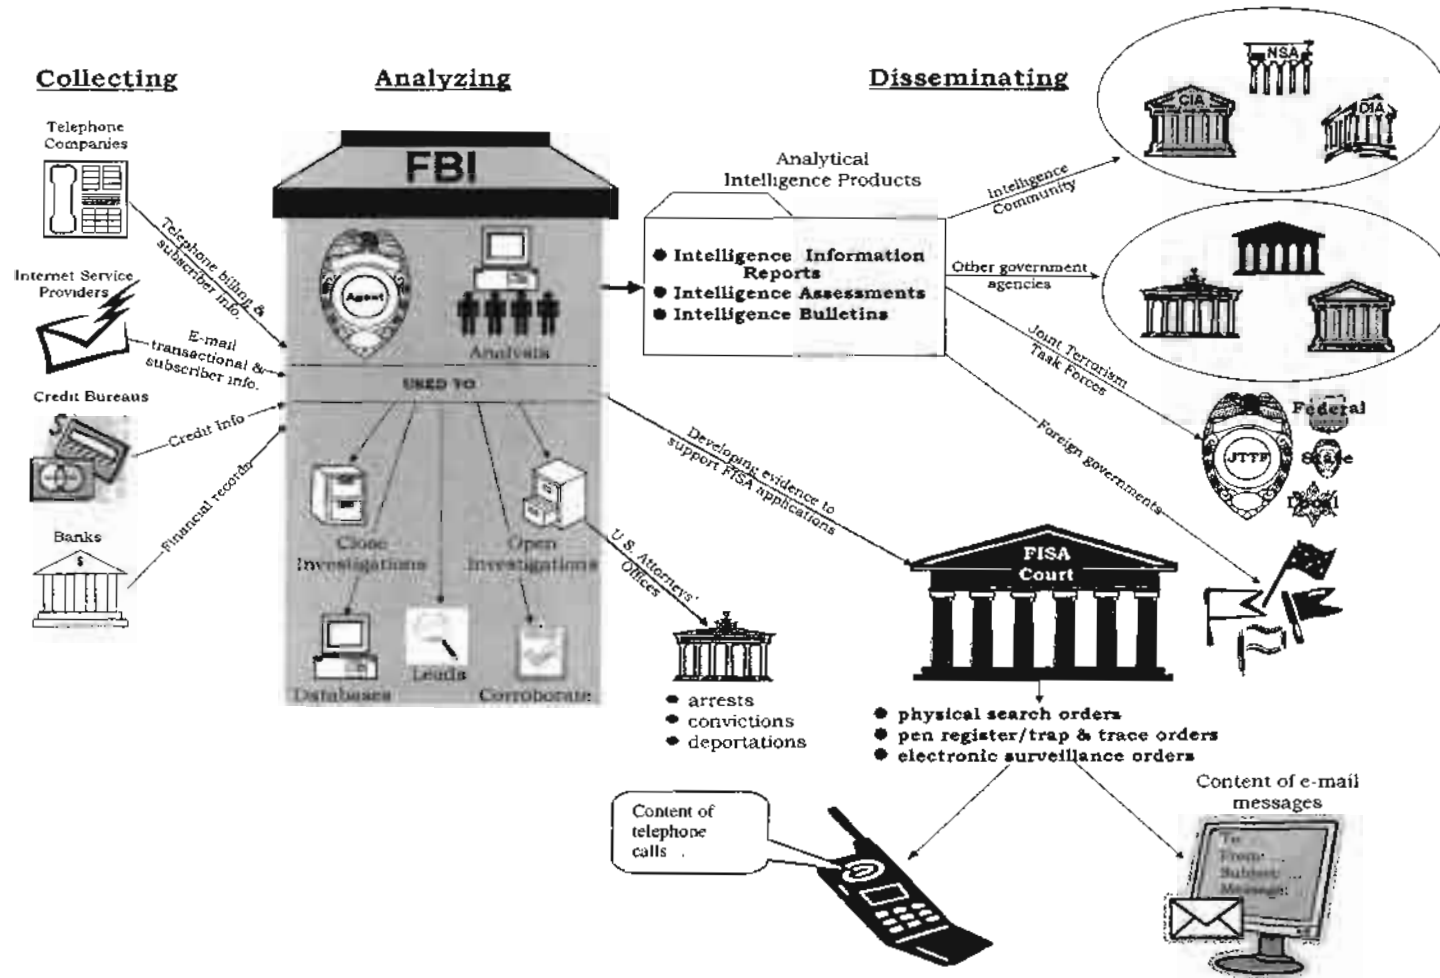 Collecting
Analyzing
Disseminating
Telephone
Companies
Telephone billing &
subscriber info.
Internet Service
Providers
E-mail
transactional &
subscriber info.
Credit Bureaus
Credit Info
Banks
$
Financial records
FBI
Agent
Analysts
USED TO
Close
Investigations
Open
Investigations
Databases
Leads
Corroborate
Analytical
Intelligence Products
Intelligence Information
Reports
Intelligence Assessments
Intelligence Bulletins
Intelligence
Community
NSA
CIA
DIA
Other government
agencies
Joint Terrorism
Task Forces
JTTF
Federal
State
Local
Foreign governments
Developing evidence to
support FISA applications
U.S. Attorneys'
Offices
arrests
convictions
deportations
FISA
Court
physical search orders
pen register/trap & trace orders
electronic surveillance orders
Content of
telephone
calls .
Content of e-mail
messages
To:
From: ...
Subject: ...
Message: ...